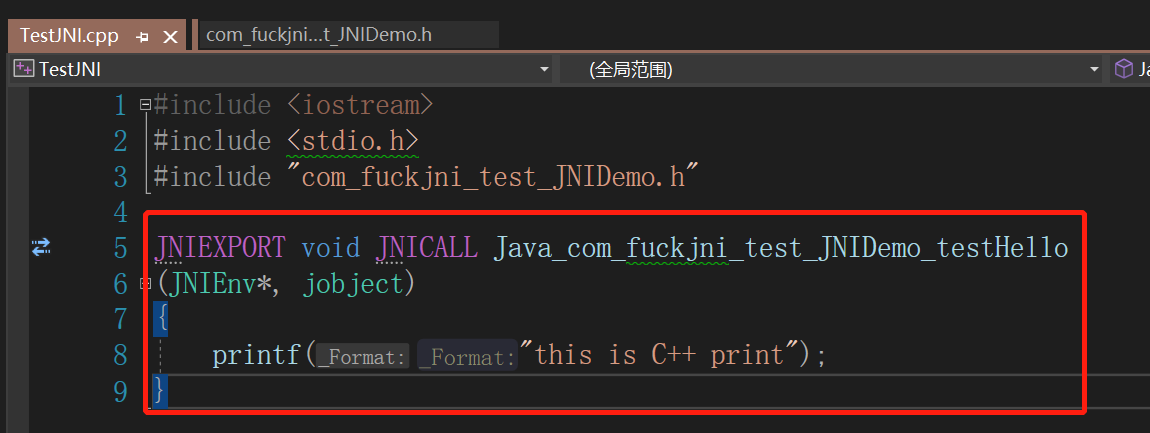 TestJNI.cpp com_fuckjni...t_JNIDemo.h
TestJNI (全局范围) Ja
1 #include <iostream>
2 #include <stdio.h>
3 #include "com_fuckjni_test_JNIDemo.h"
4
5 JNIEXPORT void JNICALL Java_com_fuckjni_test_JNIDemo_testHello
6 (JNIEnv*, jobject)
7 {
8 printf(_Format: _Format:"this is C++ print");
9 }